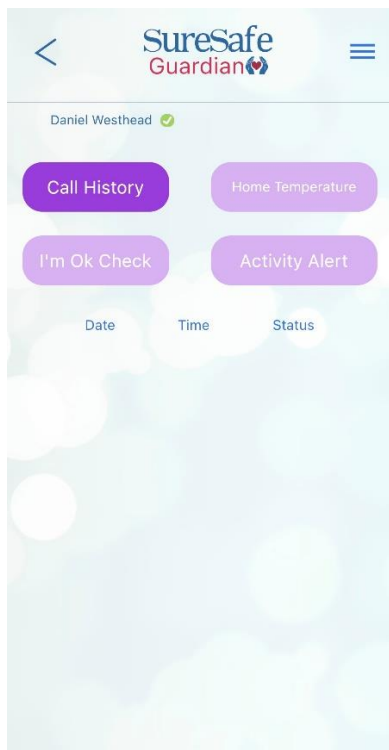 SureSafe
Guardian
Daniel Westhead
Call History
Home Temperature
I'm Ok Check
Activity Alert
Date Time Status